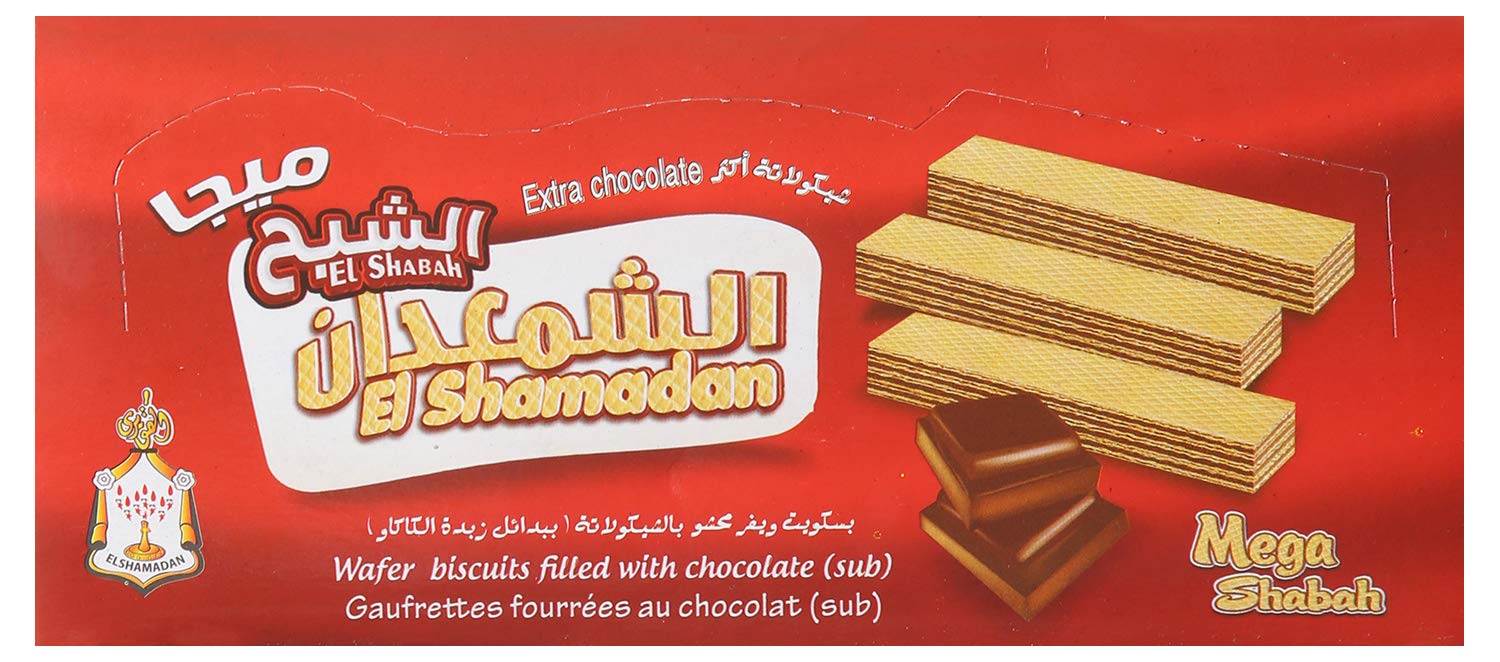 ميجا
الشبح
EL SHABAH
Extra chocolate شيكولاتة أكثر
الشمعدان
El Shamadan
ELSHAMADAN
بسكويت ويفر محشو بالشيكولاتة (ببدائل زبدة الكاكاو)
Wafer biscuits filled with chocolate (sub)
Gaufrettes fourrées au chocolat (sub)
Mega
Shabah